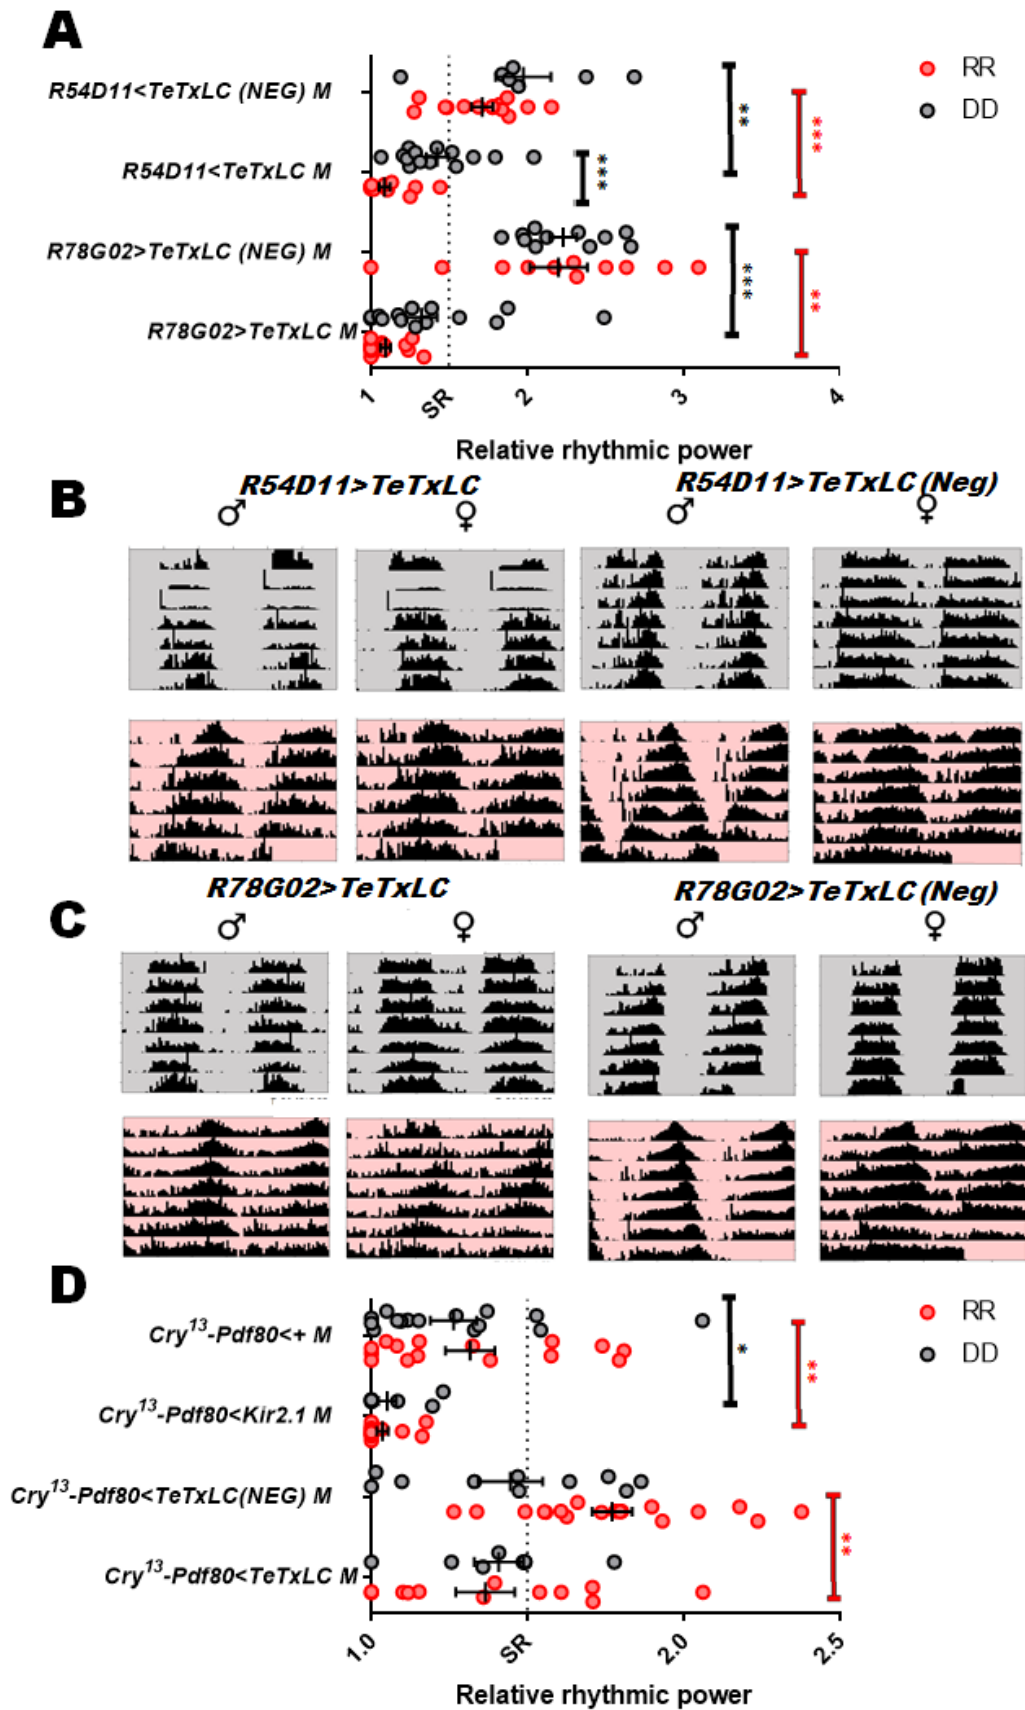 A
RR
DD
R54D11<TeTxLC (NEG) M
R54D11<TeTxLC M
R78G02>TeTxLC (NEG) M
R78G02>TeTxLC M
**
***
***
***
**
1 SR 2 3 4
Relative rhythmic power
B
R54D11>TeTxLC R54D11>TeTxLC(Neg)
♂ ♀ ♂ ♀
C
R78G02>TeTxLC R78G02>TeTxLC(Neg)
♂ ♀ ♂ ♀
D
RR
DD
Cry13-Pdf80<+ M
Cry13-Pdf80<Kir2.1 M
Cry13-Pdf80<TeTxLC(NEG) M
Cry13-Pdf80<TeTxLC M
*
**
**
1.0 SR 2.0 2.5
Relative rhythmic power